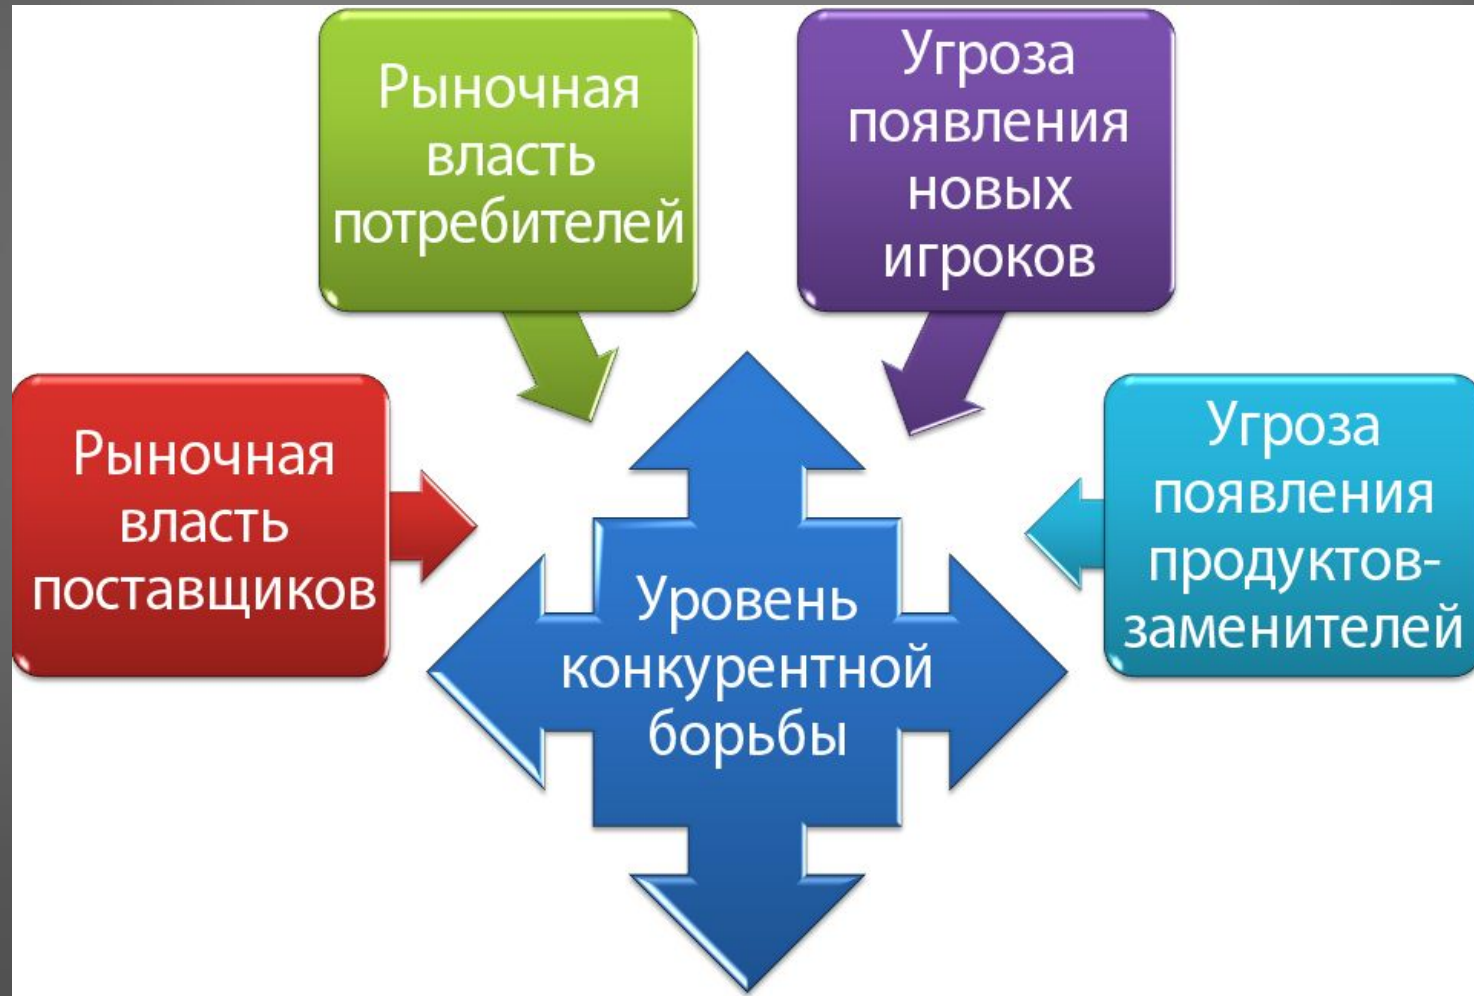 Рыночная
власть
потребителей
Угроза
появления
новых
игроков
Рыночная
власть
поставщиков
Уровень
конкурентной
борьбы
Угроза
появления
продуктов-
заменителей